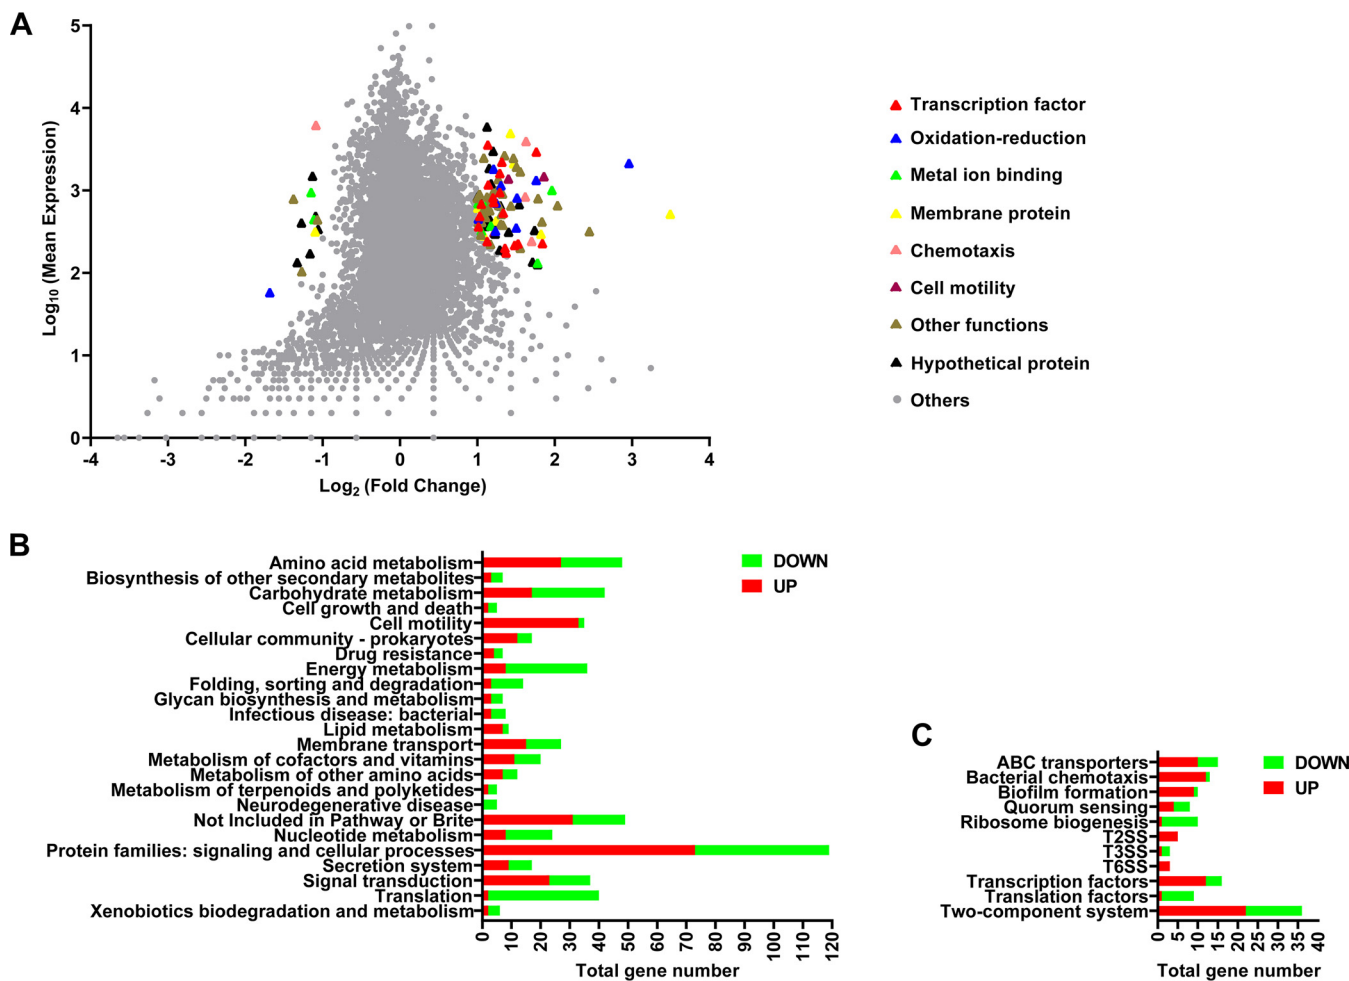 A
5
4
3
2
1
0
-4
-3
-2
-1
0
1
2
3
4
Log10 (Mean Expression)
Log2 (Fold Change)
Transcription factor
Oxidation-reduction
Metal ion binding
Membrane protein
Chemotaxis
Cell motility
Other functions
Hypothetical protein
Others
B
Amino acid metabolism
Biosynthesis of other secondary metabolites
Carbohydrate metabolism
Cell growth and death
Cell motility
Cellular community - prokaryotes
Drug resistance
Energy metabolism
Folding, sorting and degradation
Glycan biosynthesis and metabolism
Infectious disease: bacterial
Lipid metabolism
Membrane transport
Metabolism of cofactors and vitamins
Metabolism of other amino acids
Metabolism of terpenoids and polyketides
Neurodegenerative disease
Not Included in Pathway or Brite
Nucleotide metabolism
Protein families: signaling and cellular processes
Secretion system
Signal transduction
Translation
Xenobiotics biodegradation and metabolism
0
10
20
30
40
50
60
70
80
90
100
110
120
Total gene number
DOWN
UP
C
ABC transporters
Bacterial chemotaxis
Biofilm formation
Quorum sensing
Ribosome biogenesis
T2SS
T3SS
T6SS
Transcription factors
Translation factors
Two-component system
0
5
10
15
20
25
30
35
40
Total gene number
DOWN
UP